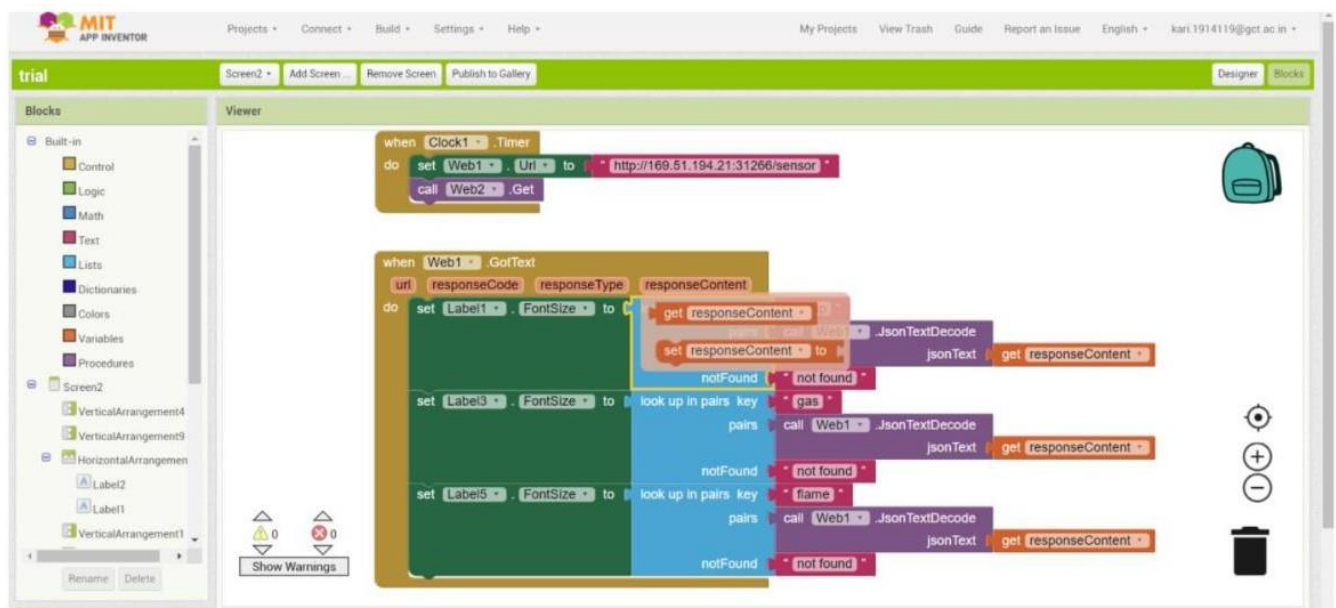 MIT
APP INVENTOR
Projects Connect Build Settings Help My Projects View Trash Guide Report an Issue English kari.1914119@gct.ac.in
trial Screen2 Add Screen ... Remove Screen Publish to Gallery Designer Blocks
Blocks
Built-in
Control
Logic
Math
Text
Lists
Dictionaries
Colors
Variables
Procedures
Screen2
VerticalArrangement4
VerticalArrangement9
HorizontalArrangemen
Label2
Label1
VerticalArrangement1
Rename Delete
Viewer
when Clock1 .Timer
do set Web1 . Url to " http://169.51.194.21:31266/sensor "
call Web2 .Get
when Web1 .GotText
url responseCode responseType responseContent
do set Label1 . FontSize to
get responseContent
pairs call Web1 .JsonTextDecode
set responseContent to
jsonText get responseContent
notFound " not found "
set Label3 . FontSize to look up in pairs key " gas "
pairs call Web1 .JsonTextDecode
jsonText get responseContent
notFound " not found "
set Label5 . FontSize to look up in pairs key " flame "
pairs call Web1 .JsonTextDecode
jsonText get responseContent
notFound " not found "
0 0
Show Warnings